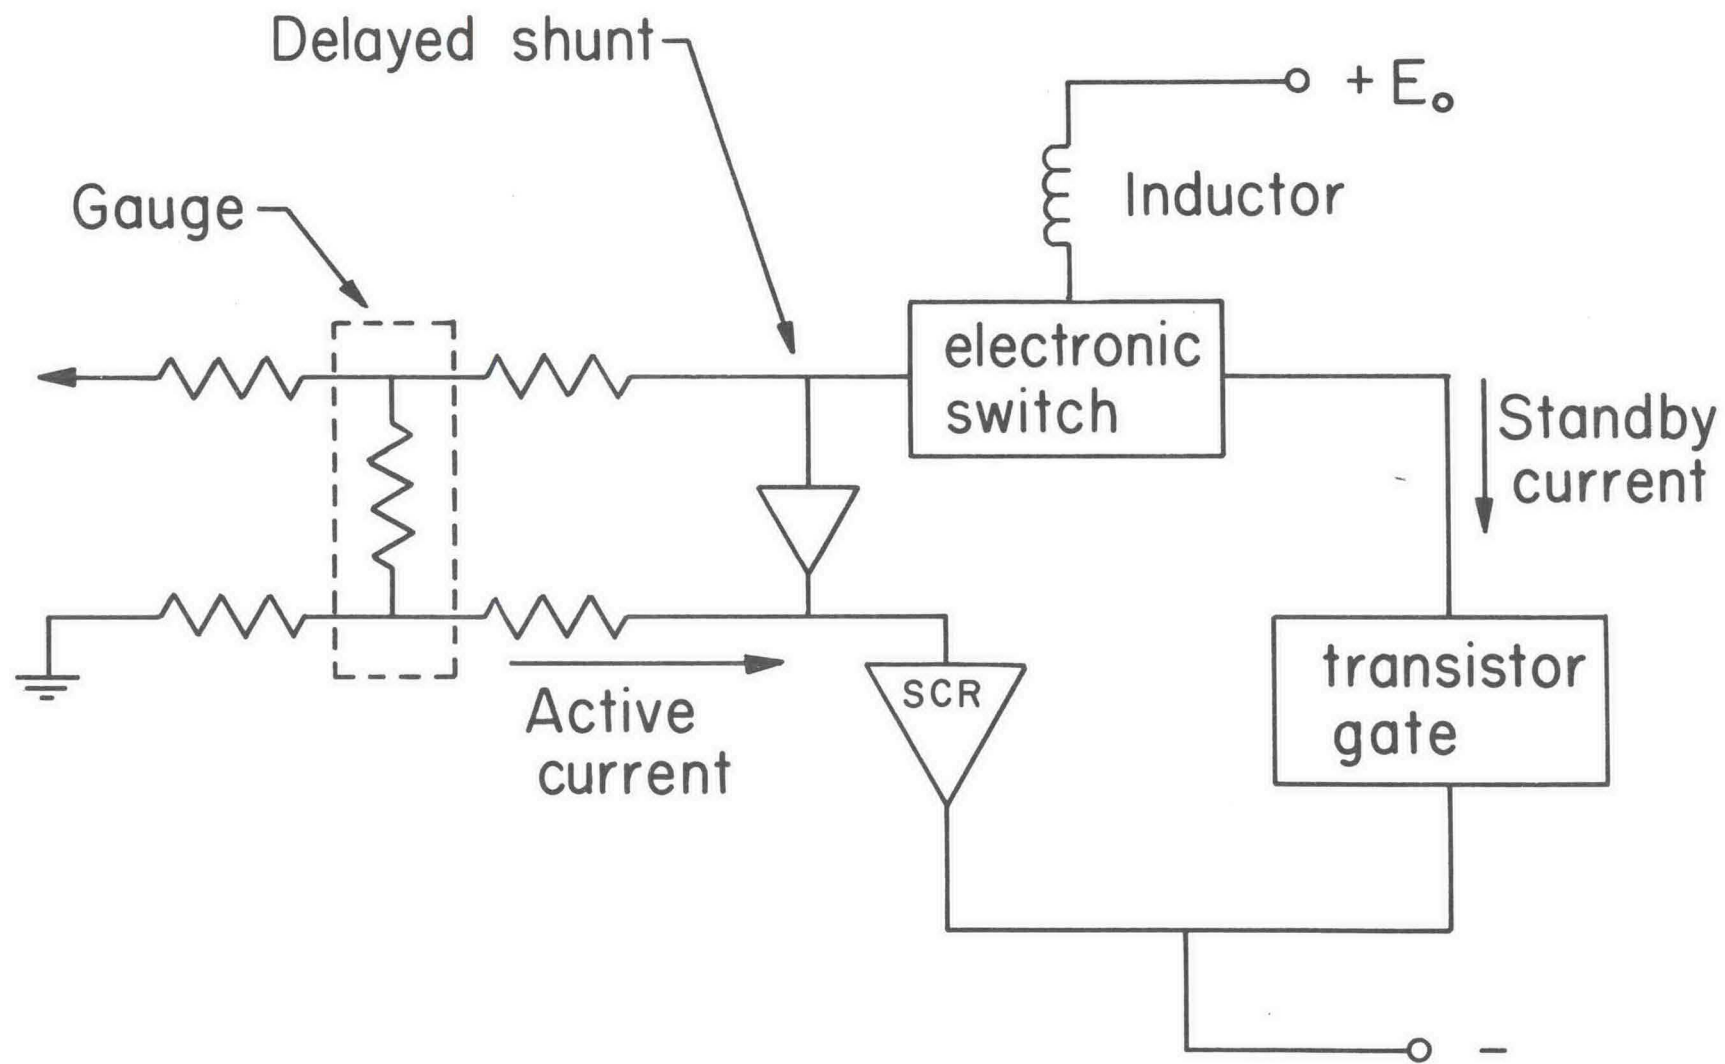 Delayed shunt
+ E₀
Inductor
Gauge
electronic
switch
Standby
current
SCR
Active
current
transistor
gate
−